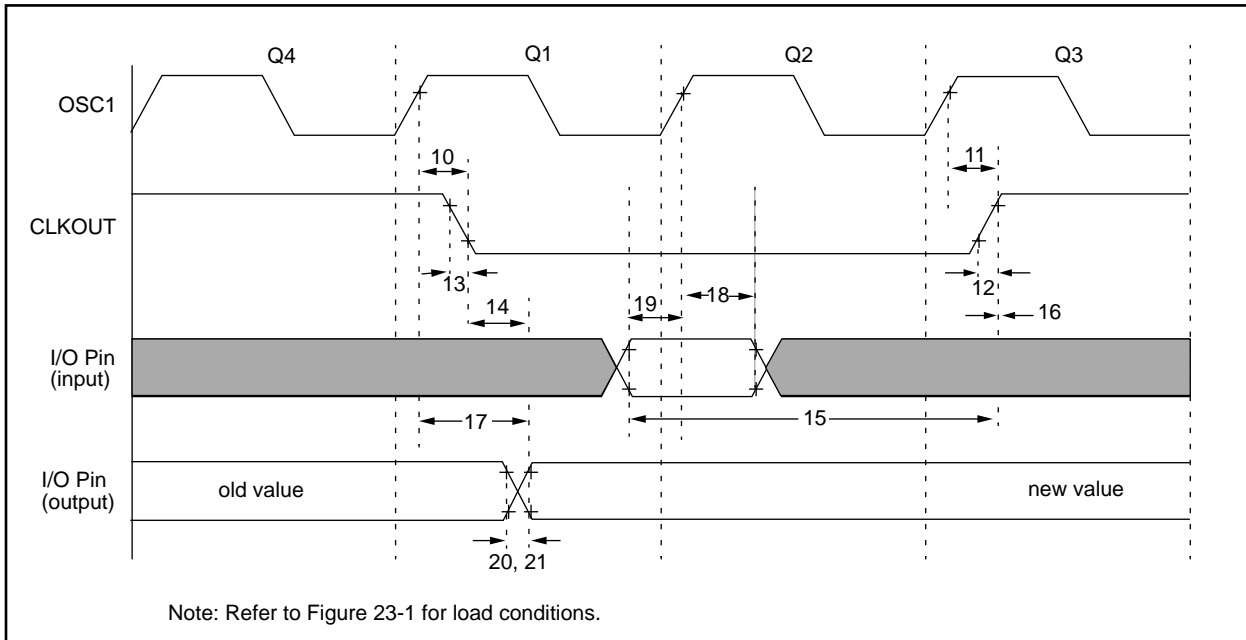 Q4 Q1 Q2 Q3
OSC1
10 11
CLKOUT
13 12
19 18
14 16
I/O Pin
(input)
17 15
I/O Pin
(output)
old value new value
20, 21
Note: Refer to Figure 23-1 for load conditions.